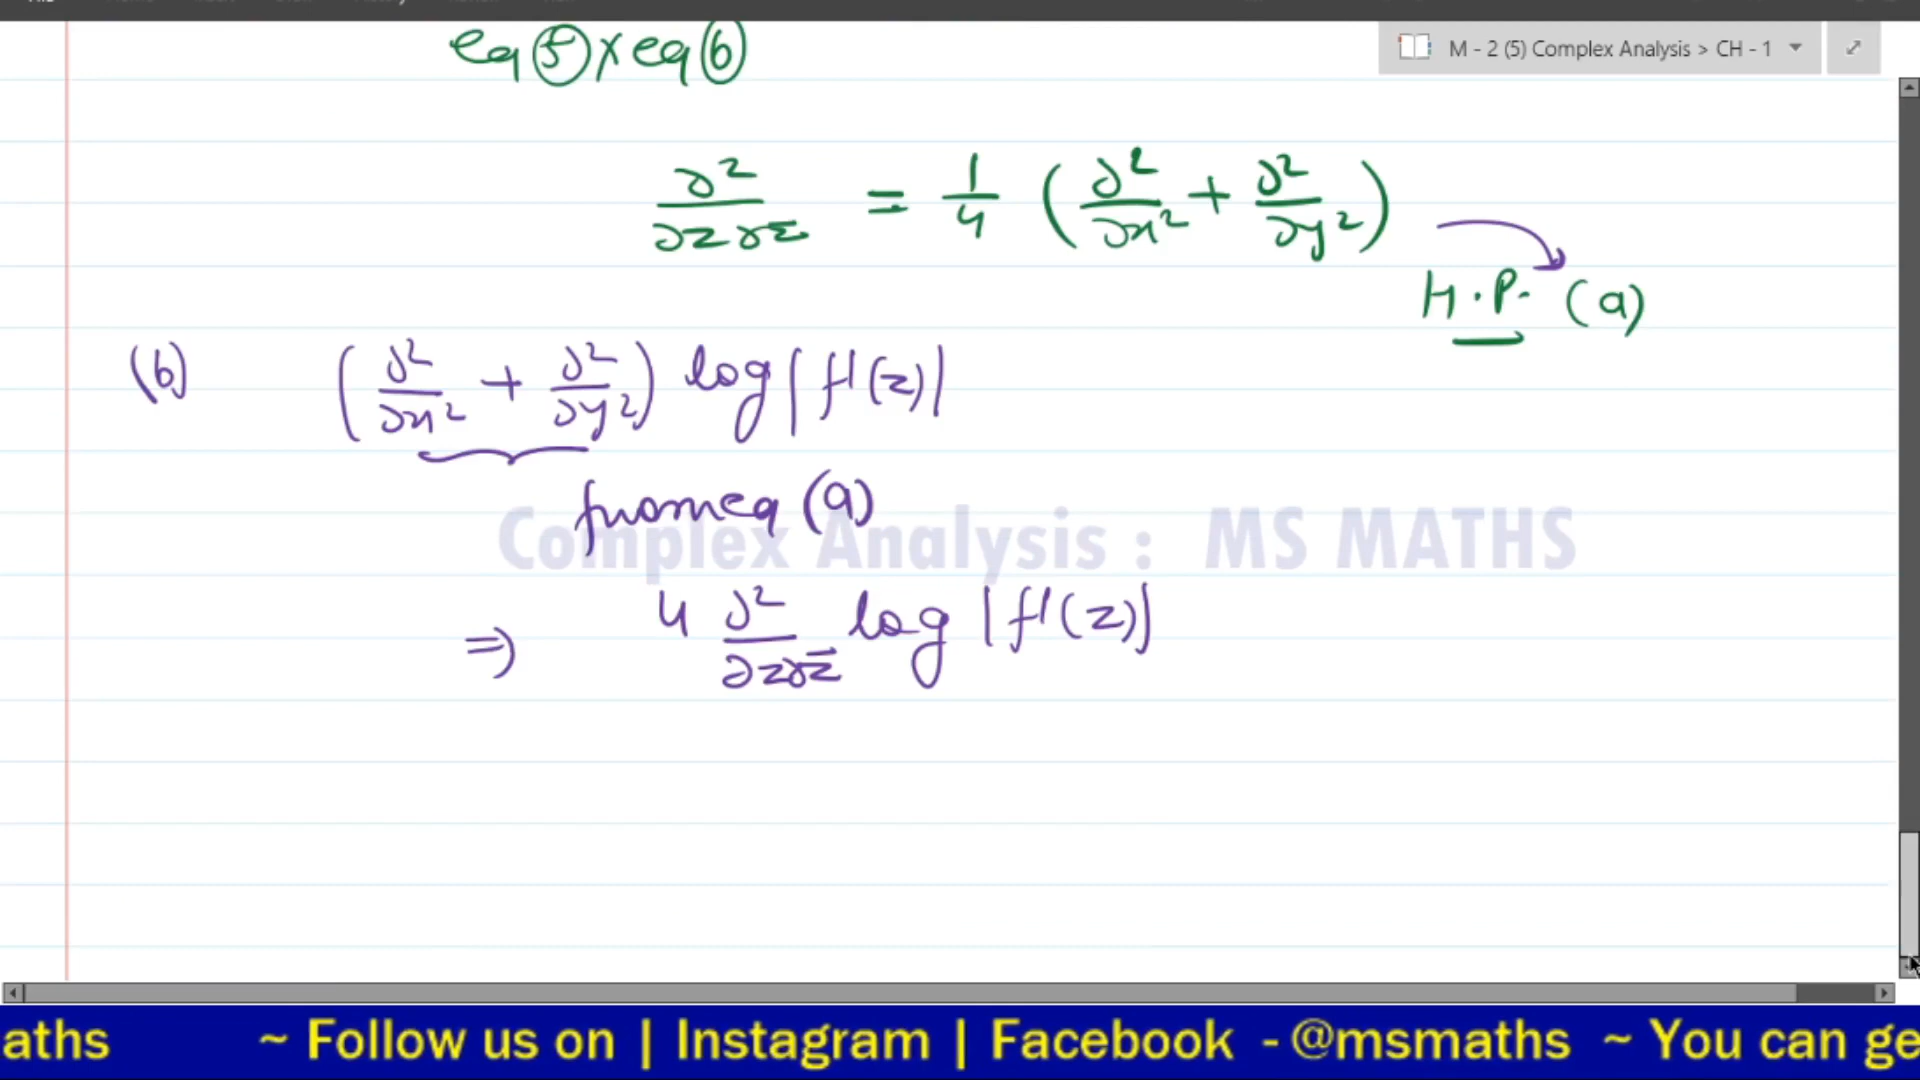 eq ⑤ × eq ⑥
M - 2 (5) Complex Analysis > CH - 1
∂²/∂z∂z̄ = 1/4 (∂²/∂x² + ∂²/∂y²)
H.P. (a)
(b) (∂²/∂x² + ∂²/∂y²) log |f'(z)|
from eq (a)
Complex Analysis : MS MATHS
⇒ 4 ∂²/∂z∂z̄ log |f'(z)|
aths ~ Follow us on | Instagram | Facebook - @msmaths ~ You can ge